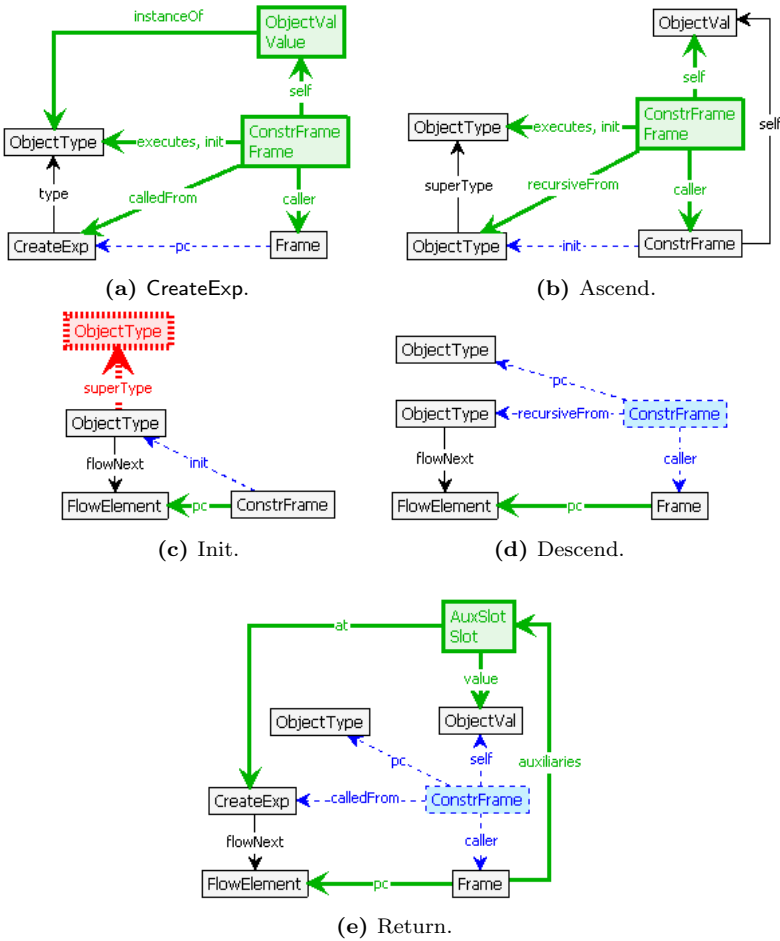 instanceOf
ObjectVal
Value
self
ObjectType
executes, init
ConstrFrame
Frame
type
calledFrom
caller
CreateExp
pc
Frame
(a) CreateExp.
ObjectVal
self
self
ObjectType
executes, init
ConstrFrame
Frame
superType
recursiveFrom
caller
ObjectType
init
ConstrFrame
(b) Ascend.
ObjectType
superType
ObjectType
flowNext
init
FlowElement
pc
ConstrFrame
(c) Init.
ObjectType
pc
ObjectType
recursiveFrom
ConstrFrame
flowNext
caller
FlowElement
pc
Frame
(d) Descend.
at
AuxSlot
Slot
value
ObjectType
ObjectVal
pc
self
auxiliaries
CreateExp
calledFrom
ConstrFrame
flowNext
caller
FlowElement
pc
Frame
(e) Return.